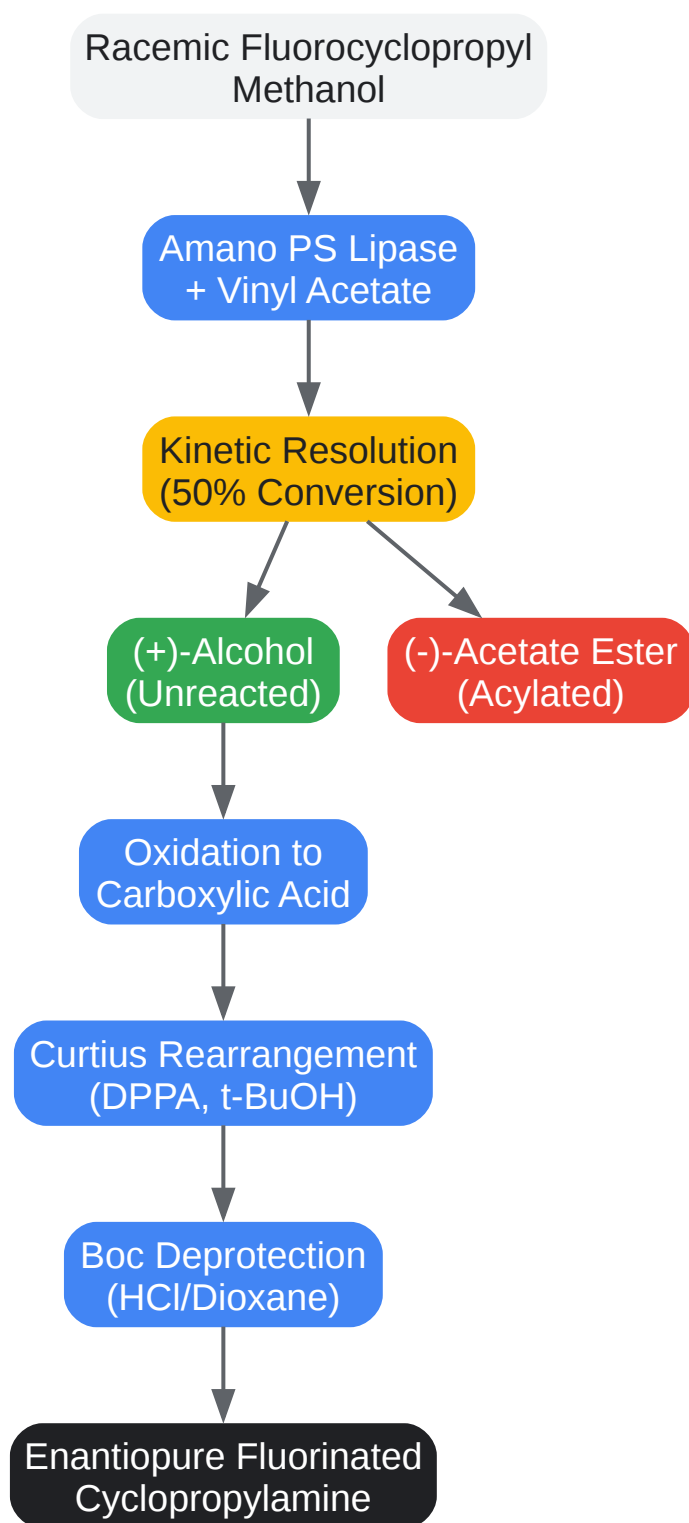 Racemic Fluorocyclopropyl
Methanol
Amano PS Lipase
+ Vinyl Acetate
Kinetic Resolution
(50% Conversion)
(+)-Alcohol
(Unreacted)
(-)-Acetate Ester
(Acylated)
Oxidation to
Carboxylic Acid
Curtius Rearrangement
(DPPA, t-BuOH)
Boc Deprotection
(HCl/Dioxane)
Enantiopure Fluorinated
Cyclopropylamine